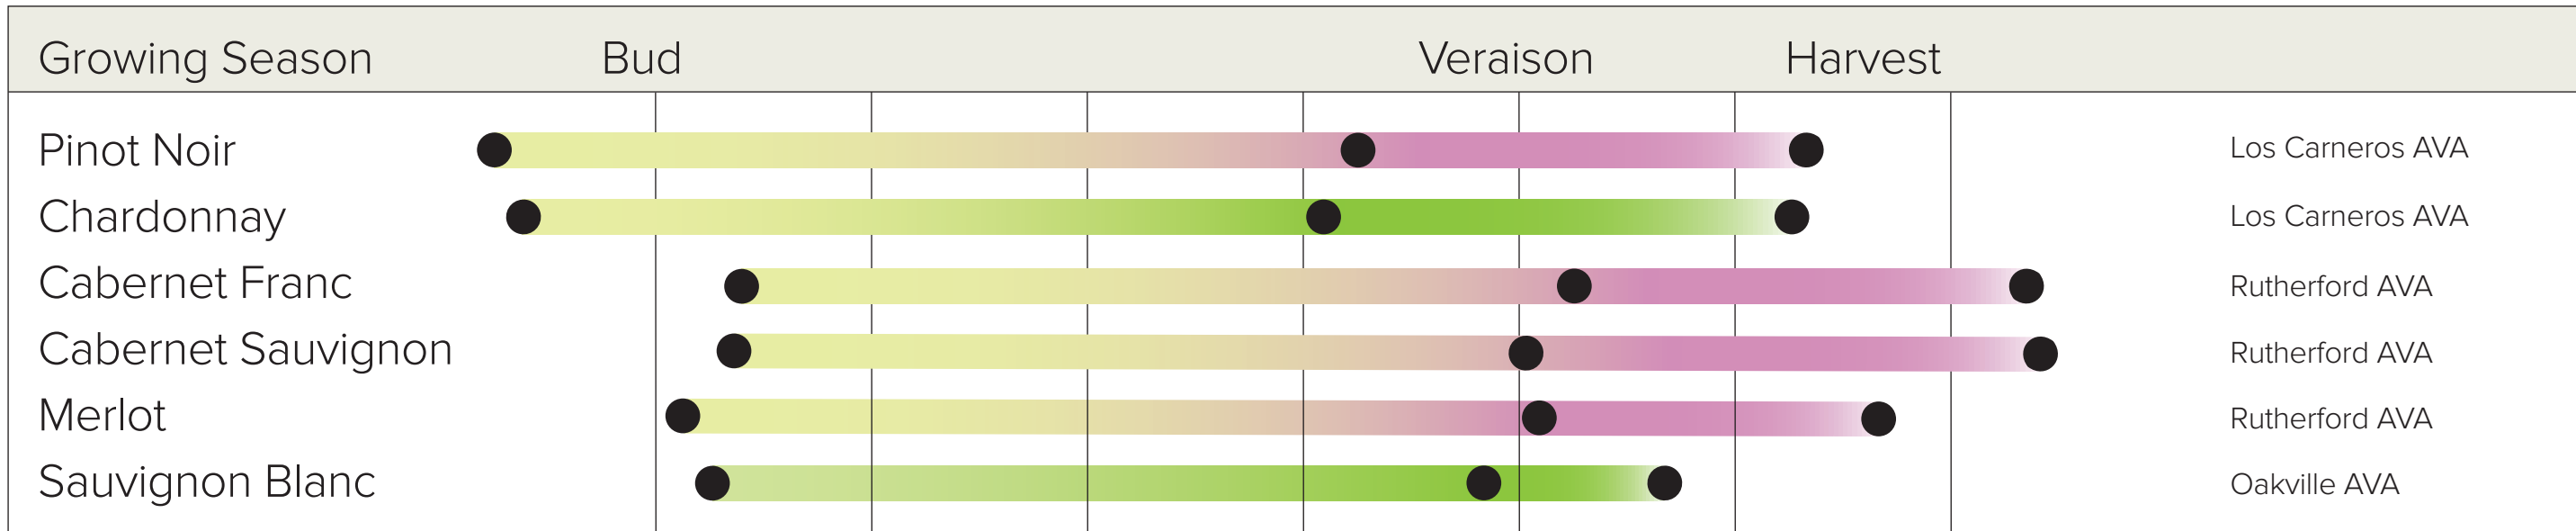 Growing Season Bud Veraison Harvest
Pinot Noir Los Carneros AVA
Chardonnay Los Carneros AVA
Cabernet Franc Rutherford AVA
Cabernet Sauvignon Rutherford AVA
Merlot Rutherford AVA
Sauvignon Blanc Oakville AVA